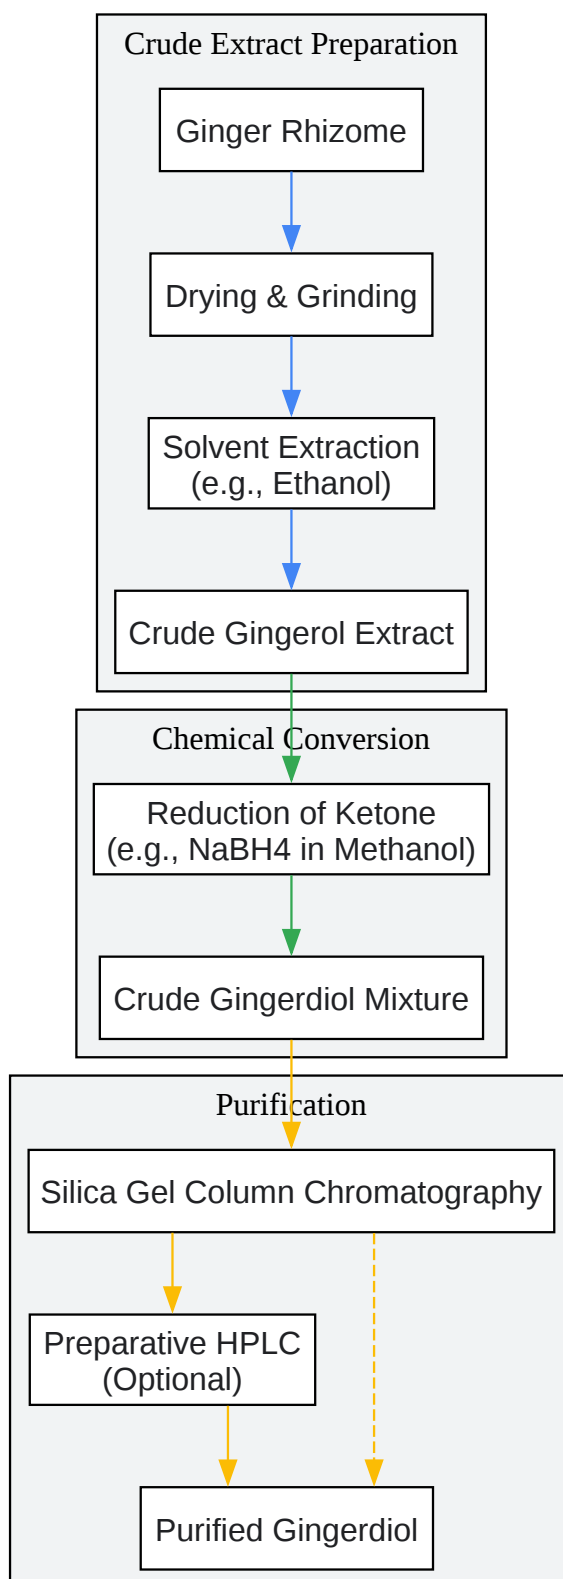 Crude Extract Preparation
Ginger Rhizome
Drying & Grinding
Solvent Extraction
(e.g., Ethanol)
Crude Gingerol Extract
Chemical Conversion
Reduction of Ketone
(e.g., NaBH4 in Methanol)
Crude Gingerdiol Mixture
Purification
Silica Gel Column Chromatography
Preparative HPLC
(Optional)
Purified Gingerdiol